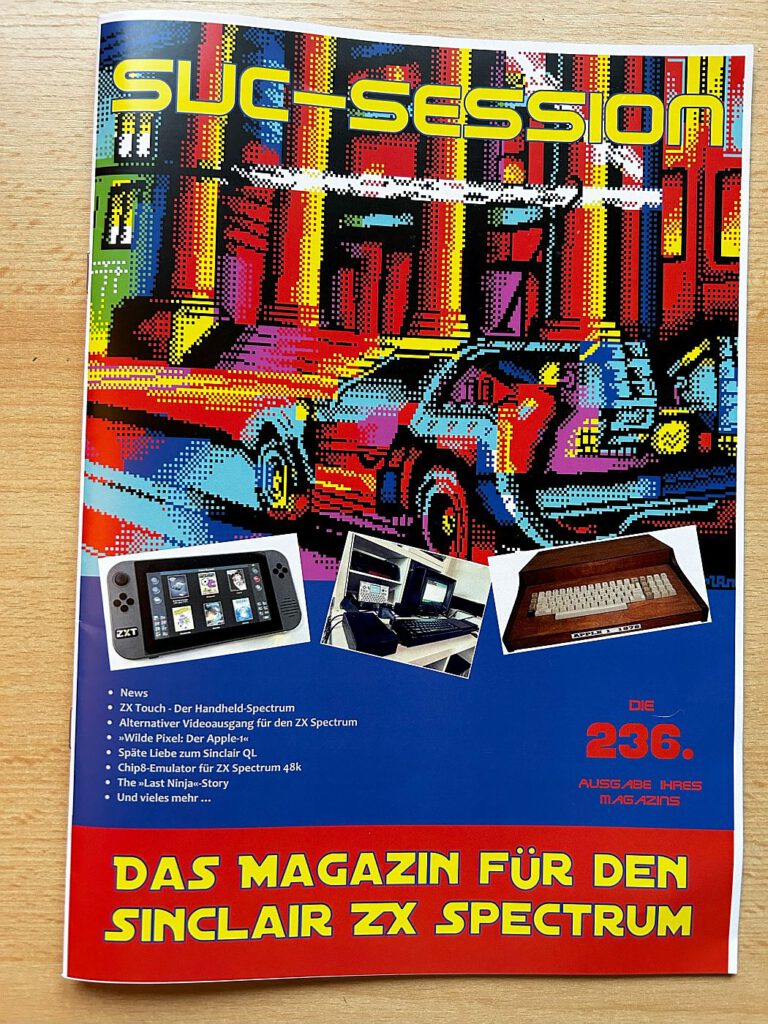 SUC-SESSION
ZXT
APPLE 1 1976
• News
• ZX Touch - Der Handheld-Spectrum
• Alternativer Videoausgang für den ZX Spectrum
• »Wilde Pixel: Der Apple-1«
• Späte Liebe zum Sinclair QL
• Chip8-Emulator für ZX Spectrum 48k
• The »Last Ninja«-Story
• Und vieles mehr ...
DIE
236.
AUSGABE IHRES
MAGAZINS
DAS MAGAZIN FÜR DEN
SINCLAIR ZX SPECTRUM